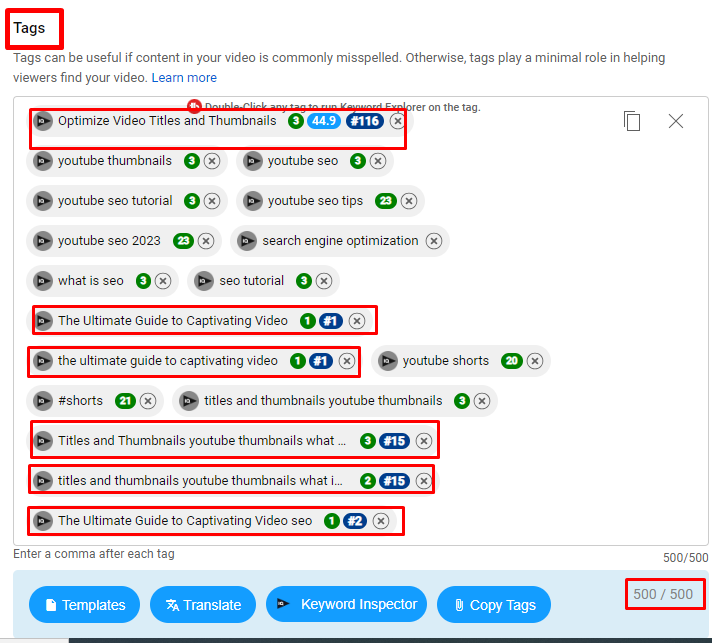 Tags
Tags can be useful if content in your video is commonly misspelled. Otherwise, tags play a minimal role in helping
viewers find your video. Learn more
Double-Click any tag to run Keyword Explorer on the tag.
Optimize Video Titles and Thumbnails 3 44.9 #116
youtube thumbnails 3 youtube seo 3
youtube seo tutorial 3 youtube seo tips 23
youtube seo 2023 23 search engine optimization
what is seo 3 seo tutorial 3
The Ultimate Guide to Captivating Video 1 #1
the ultimate guide to captivating video 1 #1 youtube shorts 20
#shorts 21 titles and thumbnails youtube thumbnails 3
Titles and Thumbnails youtube thumbnails what ... 3 #15
titles and thumbnails youtube thumbnails what i... 2 #15
The Ultimate Guide to Captivating Video seo 1 #2
Enter a comma after each tag 500/500
Templates Translate Keyword Inspector Copy Tags 500 / 500